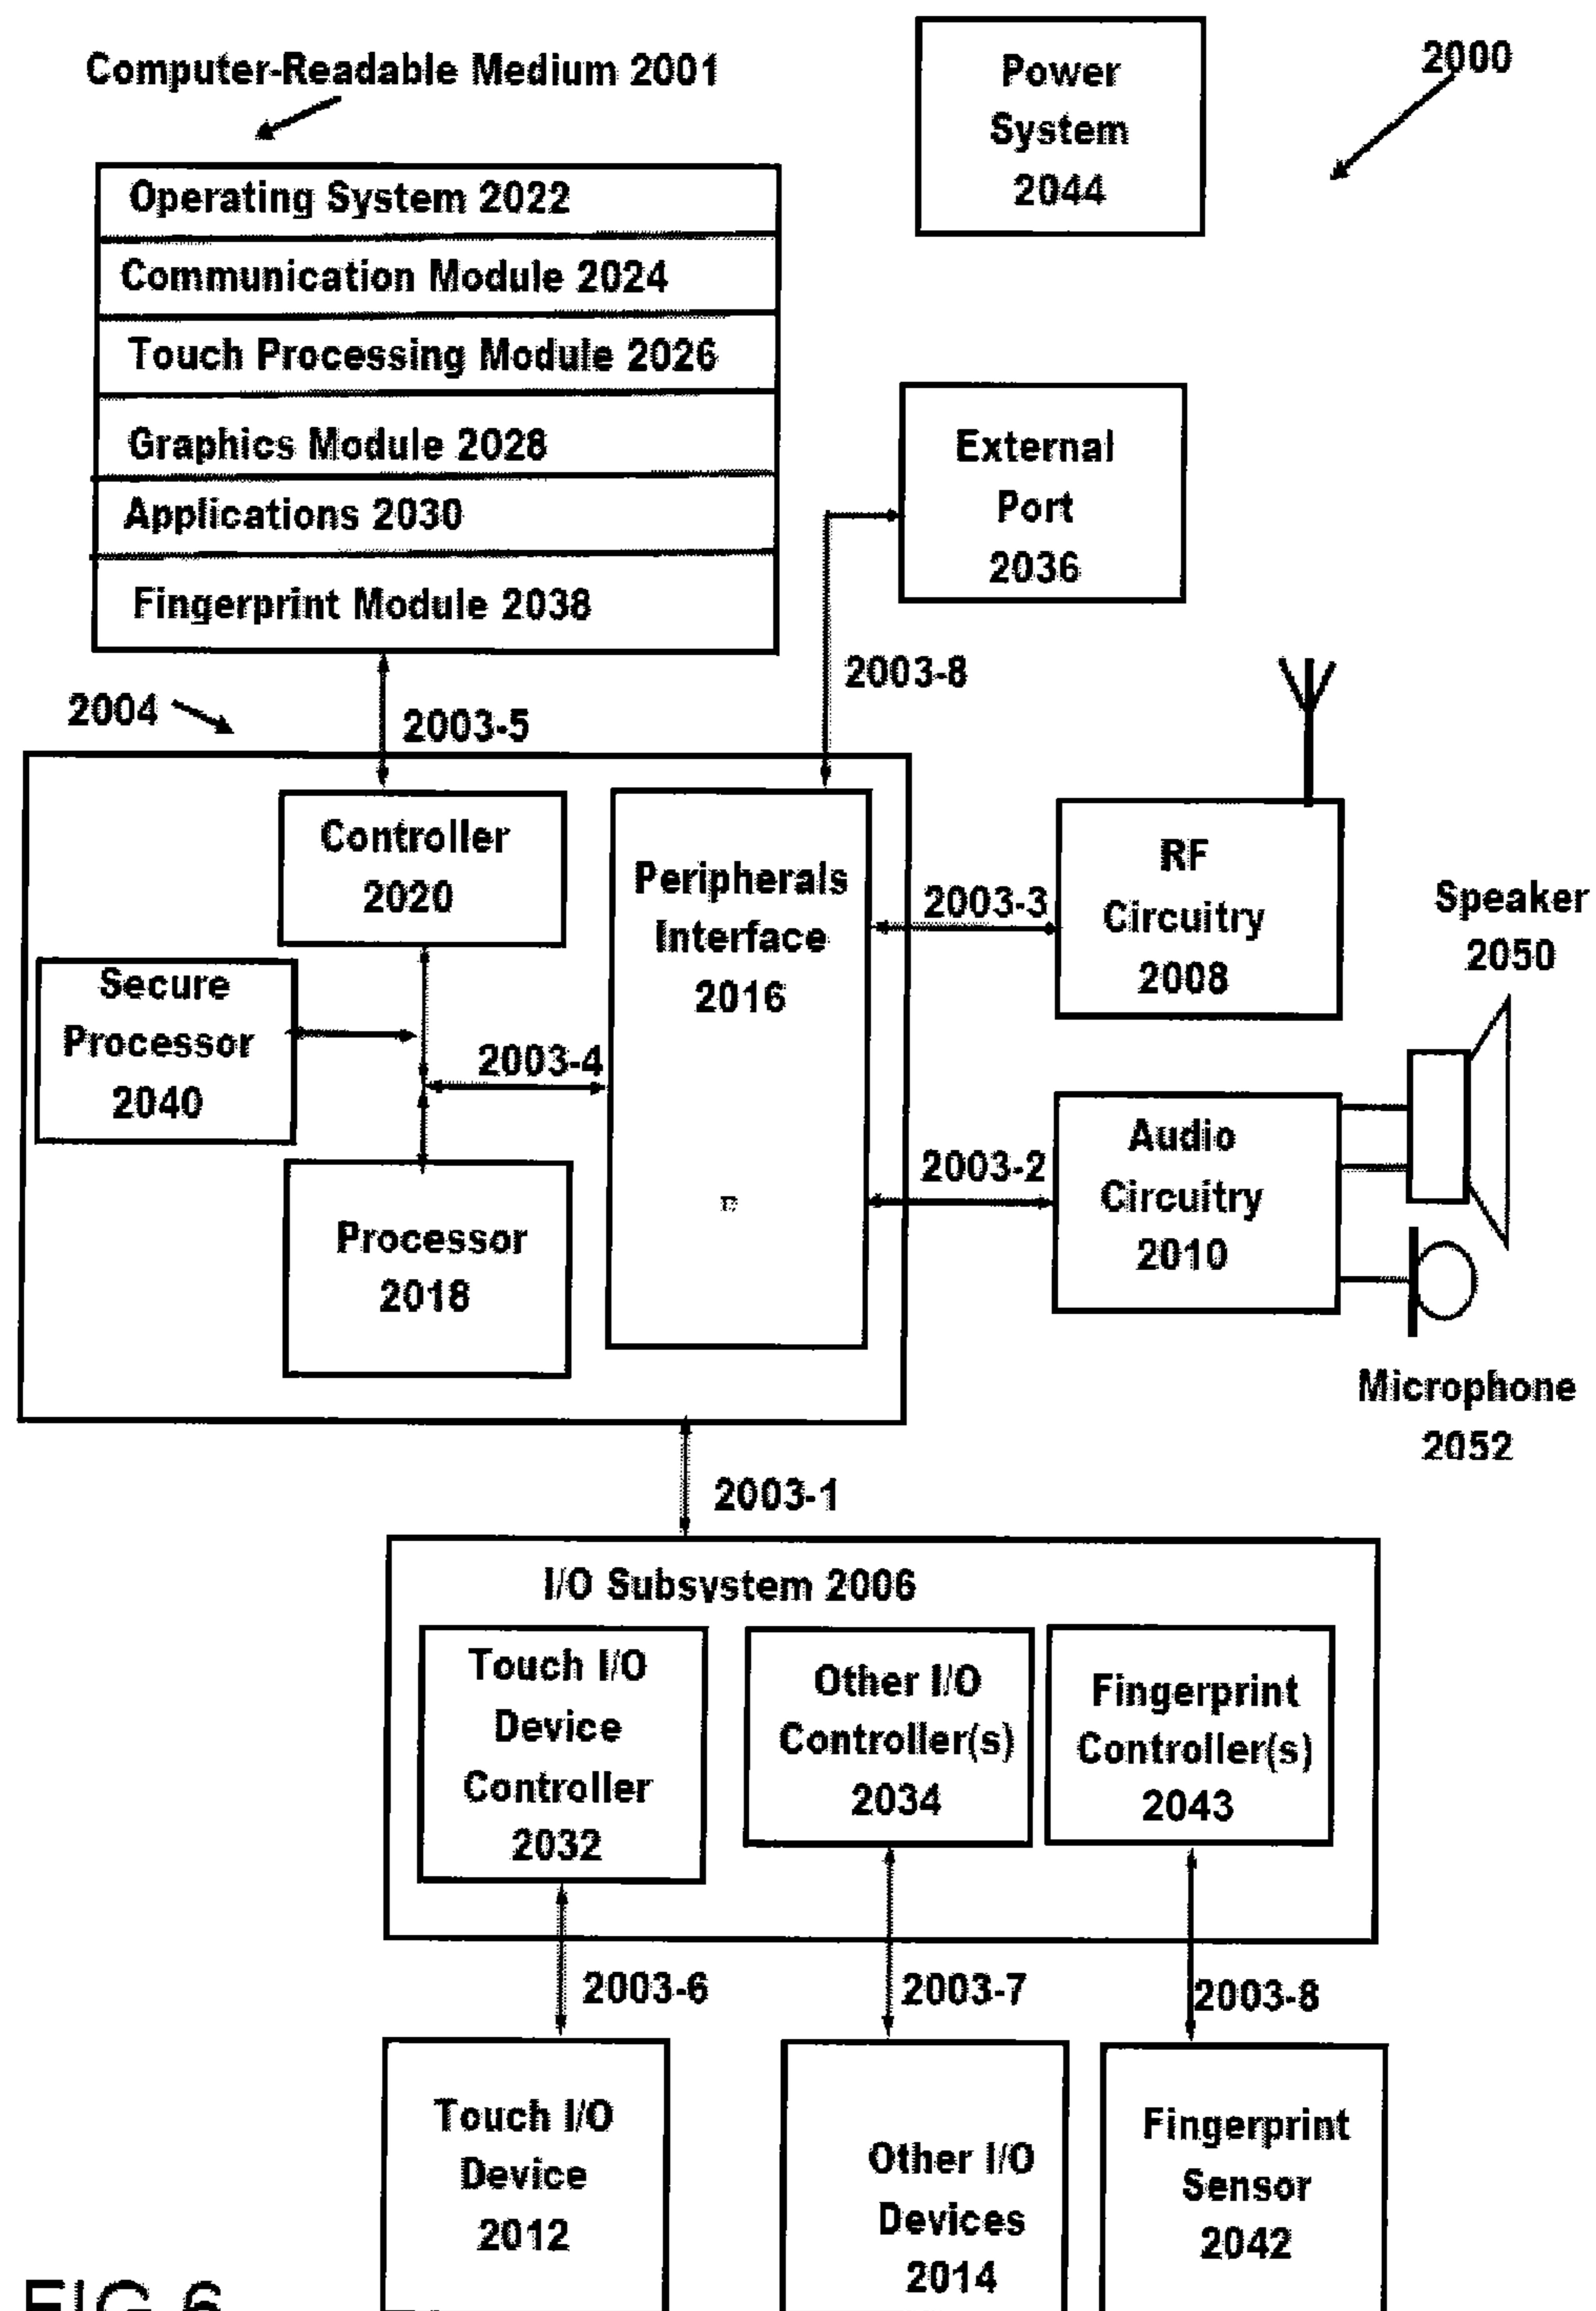 Computer-Readable Medium 2001
Power
System
2044
2000
Operating System 2022
Communication Module 2024
Touch Processing Module 2026
Graphics Module 2028
Applications 2030
Fingerprint Module 2038
External
Port
2036
2003-8
2004
2003-5
Controller
2020
Peripherals
Interface
2016
Secure
Processor
2040
2003-4
Processor
2018
2003-3
RF
Circuitry
2008
Speaker
2050
2003-2
Audio
Circuitry
2010
Microphone
2052
2003-1
I/O Subsystem 2006
Touch I/O
Device
Controller
2032
Other I/O
Controller(s)
2034
Fingerprint
Controller(s)
2043
2003-6
2003-7
2003-8
Touch I/O
Device
2012
Other I/O
Devices
2014
Fingerprint
Sensor
2042
FIG 6